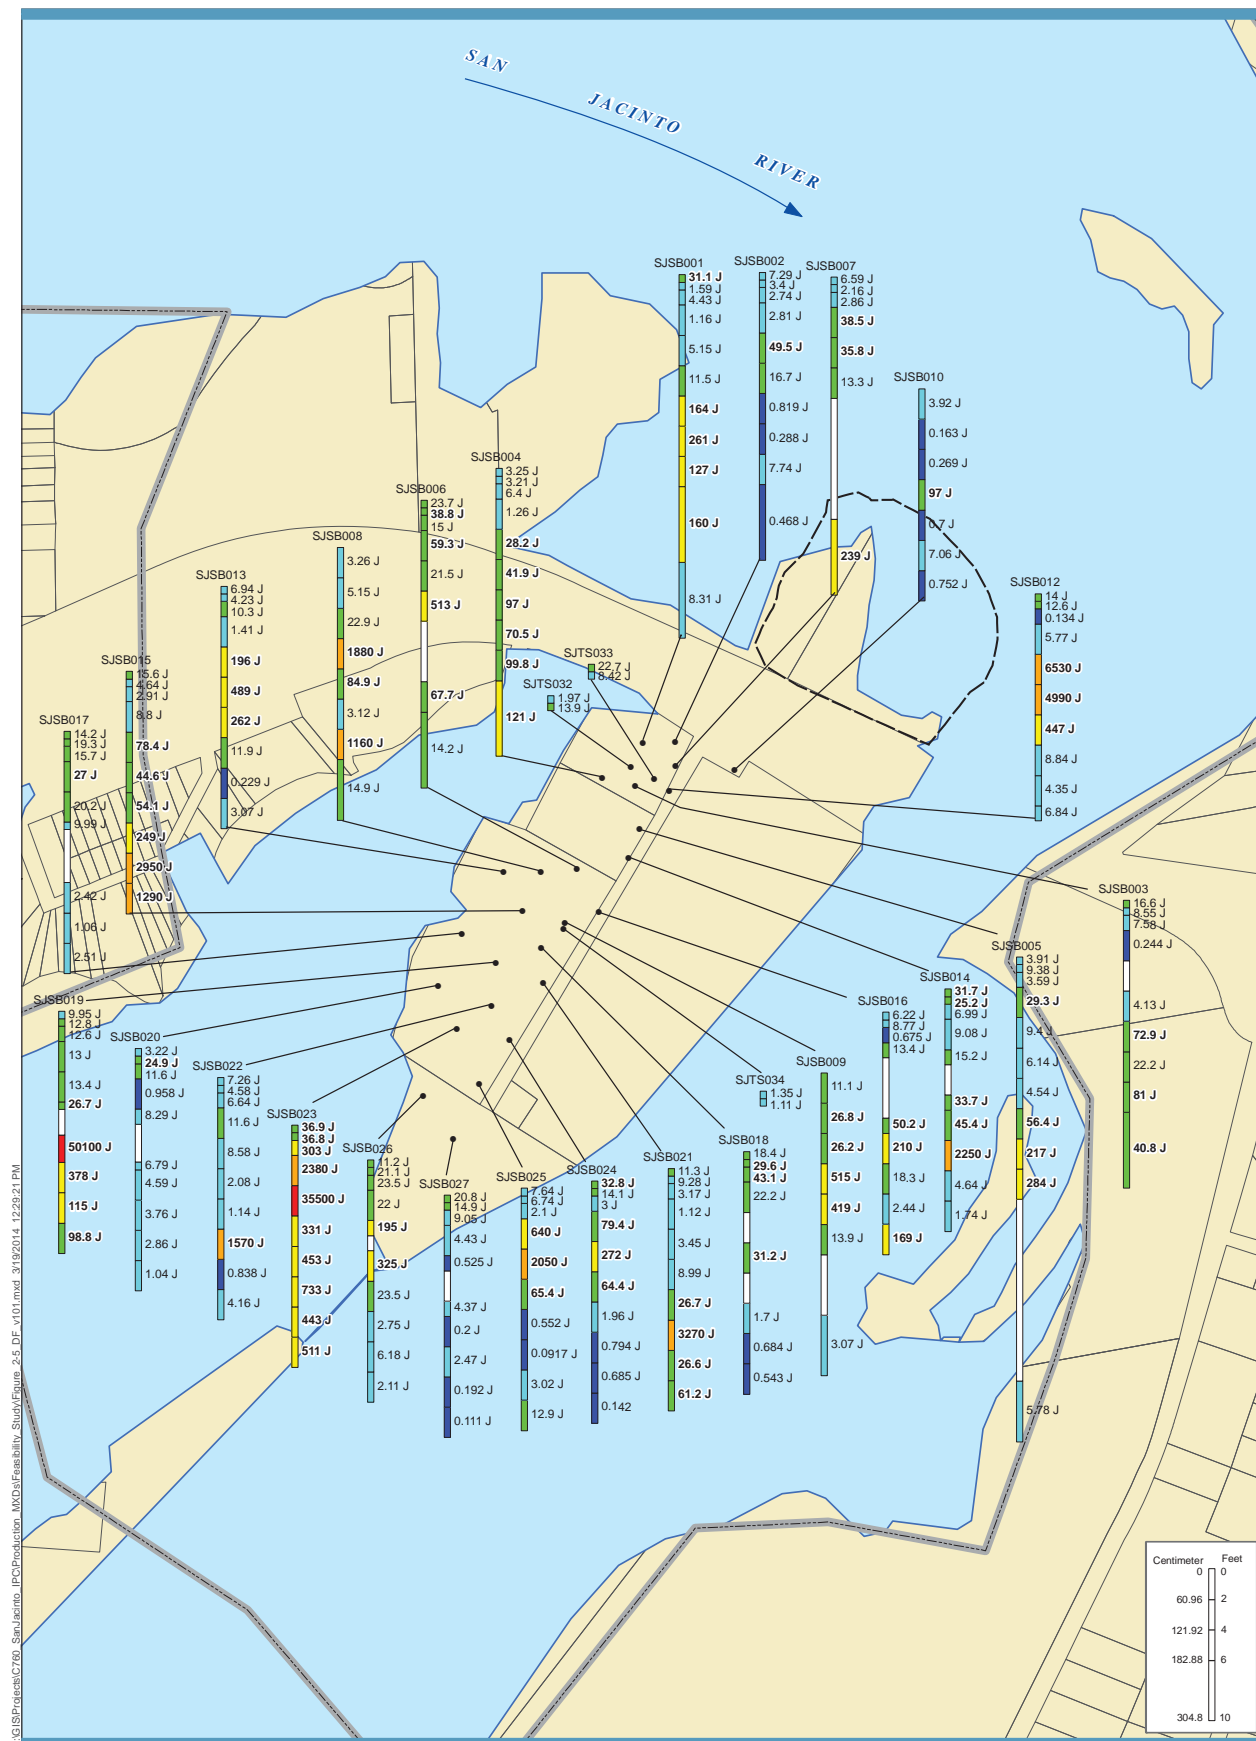 SAN
JACINTO
RIVER
SJSB001
31.1 J
1.59 J
4.43 J
1.16 J
5.15 J
11.5 J
164 J
261 J
127 J
160 J
8.31 J
SJSB002
7.29 J
3.4 J
2.74 J
2.81 J
49.5 J
16.7 J
0.819 J
0.288 J
7.74 J
0.468 J
SJSB007
6.59 J
2.16 J
2.86 J
38.5 J
35.8 J
13.3 J
239 J
SJSB010
3.92 J
0.163 J
0.269 J
97 J
0.7 J
7.06 J
0.752 J
SJSB004
3.25 J
3.21 J
6.4 J
1.26 J
28.2 J
41.9 J
97 J
70.5 J
99.8 J
121 J
SJSB006
23.7 J
38.8 J
15 J
59.3 J
21.5 J
513 J
67.7 J
14.2 J
SJSB008
3.26 J
5.15 J
22.9 J
1880 J
84.9 J
3.12 J
1160 J
14.9 J
SJSB013
6.94 J
4.23 J
10.3 J
1.41 J
196 J
489 J
262 J
11.9 J
0.229 J
3.07 J
SJSB012
14 J
12.6 J
0.134 J
5.77 J
6530 J
4990 J
447 J
8.84 J
4.35 J
6.84 J
SJSB015
15.6 J
4.64 J
2.91 J
8.8 J
78.4 J
44.6 J
54.1 J
249 J
2950 J
1290 J
SJTS033
22.7 J
8.42 J
SJTS032
1.97 J
13.9 J
SJSB017
14.2 J
19.3 J
15.7 J
27 J
20.2 J
9.99 J
2.42 J
1.06 J
2.51 J
SJSB003
16.6 J
8.55 J
7.58 J
0.244 J
4.13 J
72.9 J
22.2 J
81 J
40.8 J
SJSB005
3.91 J
9.38 J
3.59 J
29.3 J
9.4 J
6.14 J
4.54 J
56.4 J
217 J
284 J
5.78 J
SJSB014
31.7 J
25.2 J
6.99 J
9.08 J
15.2 J
33.7 J
45.4 J
2250 J
4.64 J
1.74 J
SJSB016
6.22 J
8.77 J
0.675 J
13.4 J
50.2 J
210 J
18.3 J
2.44 J
169 J
SJSB019
9.95 J
12.8 J
12.6 J
13 J
13.4 J
26.7 J
50100 J
378 J
115 J
98.8 J
SJSB020
3.22 J
24.9 J
11.6 J
0.958 J
8.29 J
6.79 J
4.59 J
3.76 J
2.86 J
1.04 J
SJSB022
7.26 J
4.58 J
6.64 J
11.6 J
8.58 J
2.08 J
1.14 J
1570 J
0.838 J
4.16 J
SJSB009
11.1 J
26.8 J
26.2 J
515 J
419 J
13.9 J
3.07 J
SJTS034
1.35 J
1.11 J
SJSB023
36.9 J
36.8 J
303 J
2380 J
35500 J
331 J
453 J
733 J
443 J
511 J
SJSB026
11.2 J
21.1 J
23.5 J
22 J
195 J
325 J
23.5 J
2.75 J
6.18 J
2.11 J
SJSB018
18.4 J
29.6 J
43.1 J
22.2 J
31.2 J
1.7 J
0.684 J
0.543 J
SJSB021
11.3 J
9.28 J
3.17 J
1.12 J
3.45 J
8.99 J
26.7 J
3270 J
26.6 J
61.2 J
SJSB024
32.8 J
14.1 J
3 J
79.4 J
272 J
64.4 J
1.96 J
0.794 J
0.685 J
0.142
SJSB025
7.64 J
6.74 J
2.1 J
640 J
2050 J
65.4 J
0.552 J
0.0917 J
3.02 J
12.9 J
SJSB027
20.8 J
14.9 J
9.05 J
4.43 J
0.525 J
4.37 J
0.2 J
2.47 J
0.192 J
0.111 J
Centimeter Feet
0 0
60.96 2
121.92 4
182.88 6
304.8 10
:\GIS\Projects\C760_SanJacinto_IPC\Production_MXDs\Feasibility_Study\Figure_2-5_DF_v101.mxd 3/19/2014 12:29:21 PM